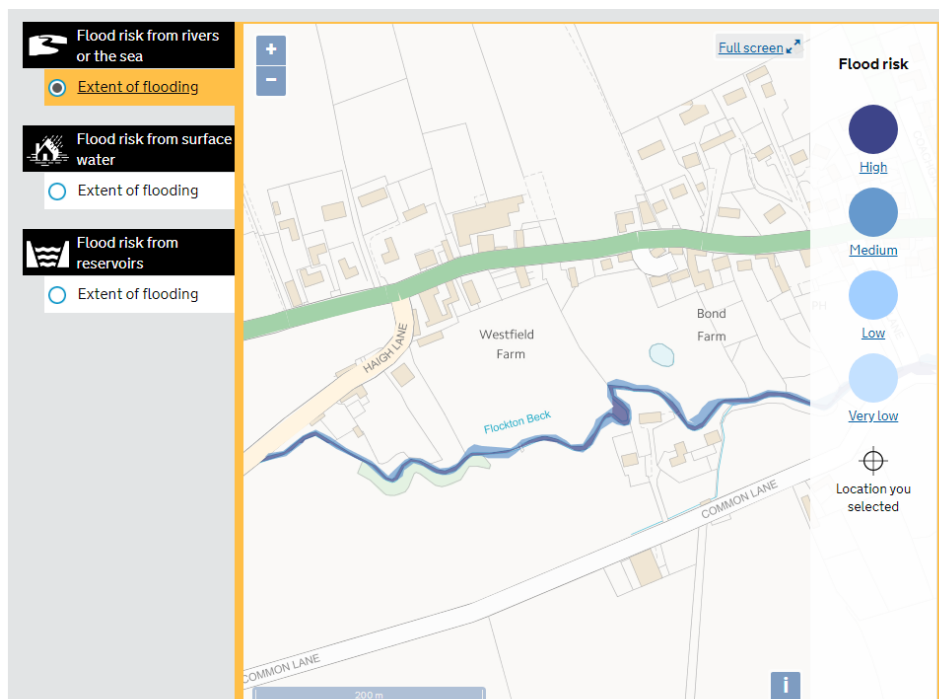 Flood risk from rivers
or the sea
Extent of flooding
Flood risk from surface
water
Extent of flooding
Flood risk from
reservoirs
Extent of flooding
+
−
Full screen
Flood risk
High
Medium
Low
Very low
Location you
selected
HAIGH LANE
Westfield
Farm
Bond
Farm
PH
Flockton Beck
COMMON LANE
COMMON LANE
200 m
i